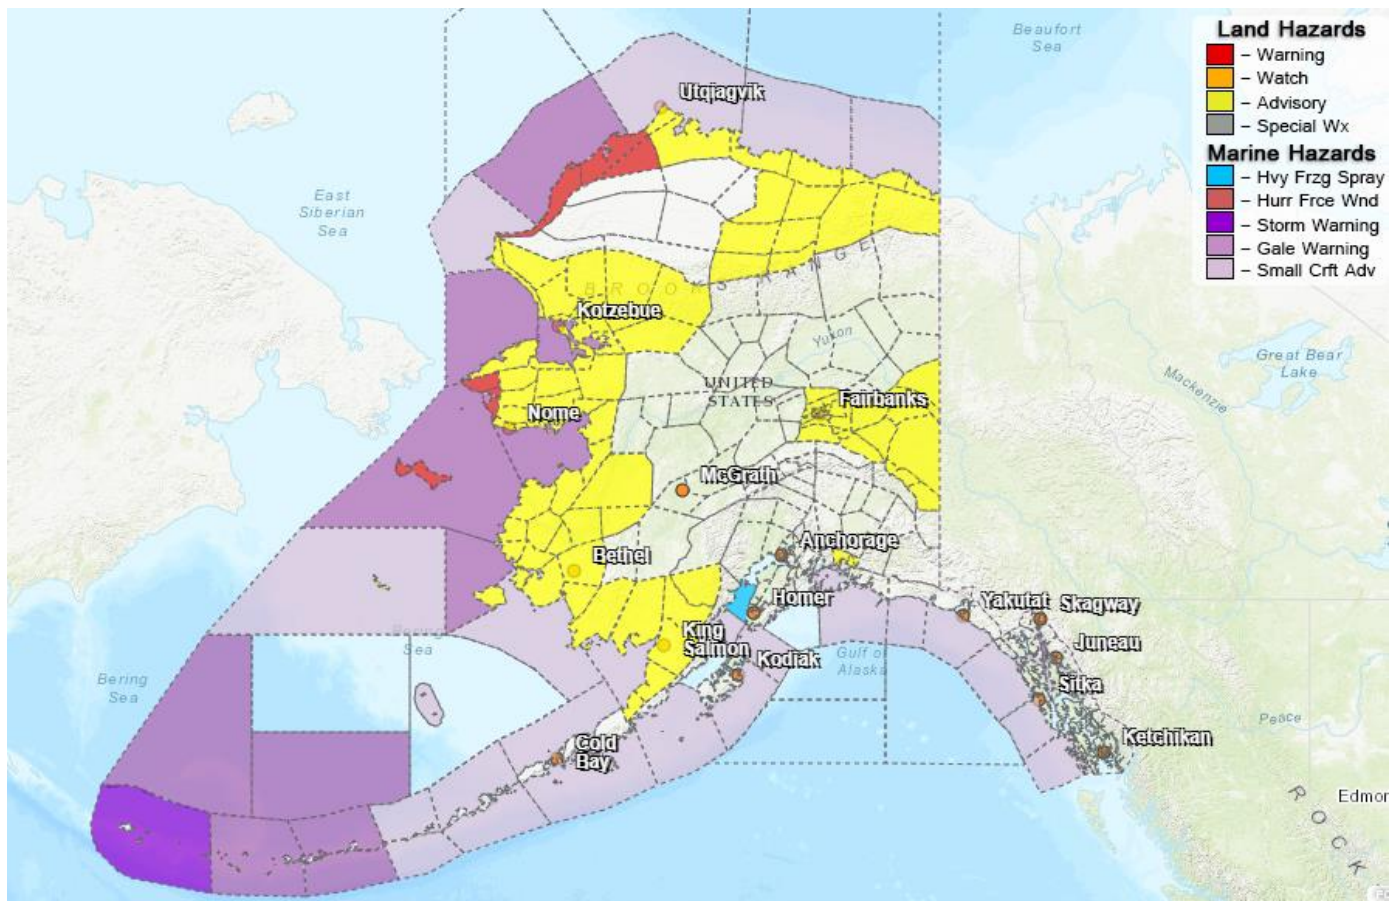 Land Hazards
– Warning
– Watch
– Advisory
– Special Wx
Marine Hazards
– Hvy Frzg Spray
– Hurr Frce Wnd
– Storm Warning
– Gale Warning
– Small Crft Adv
Beaufort
Sea
Utqiagvik
East
Siberian
Sea
BROOKS RANGE
Kotzebue
Yukon
Great Bear
Lake
Mackenzie
UNITED
STATES
Fairbanks
Nome
McGrath
Anchorage
Bethel
Homer
Yakutat
Skagway
King
Salmon
Kodiak
Gulf of
Alaska
Juneau
Sea
Bering
Sea
Sitka
Peace
Ketchikan
Cold
Bay
Edmon
ROCK